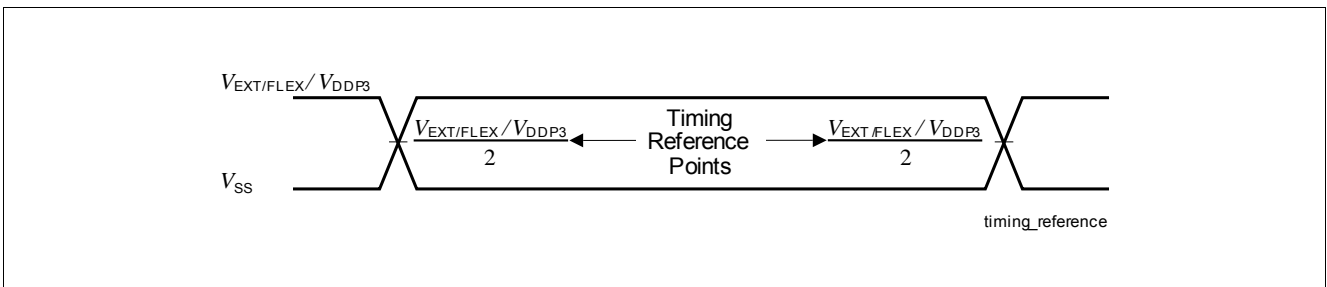 VEXT/FLEX / VDDP3
VEXT/FLEX / VDDP3
2
Timing
Reference
Points
VEXT/FLEX / VDDP3
2
VSS
timing_reference